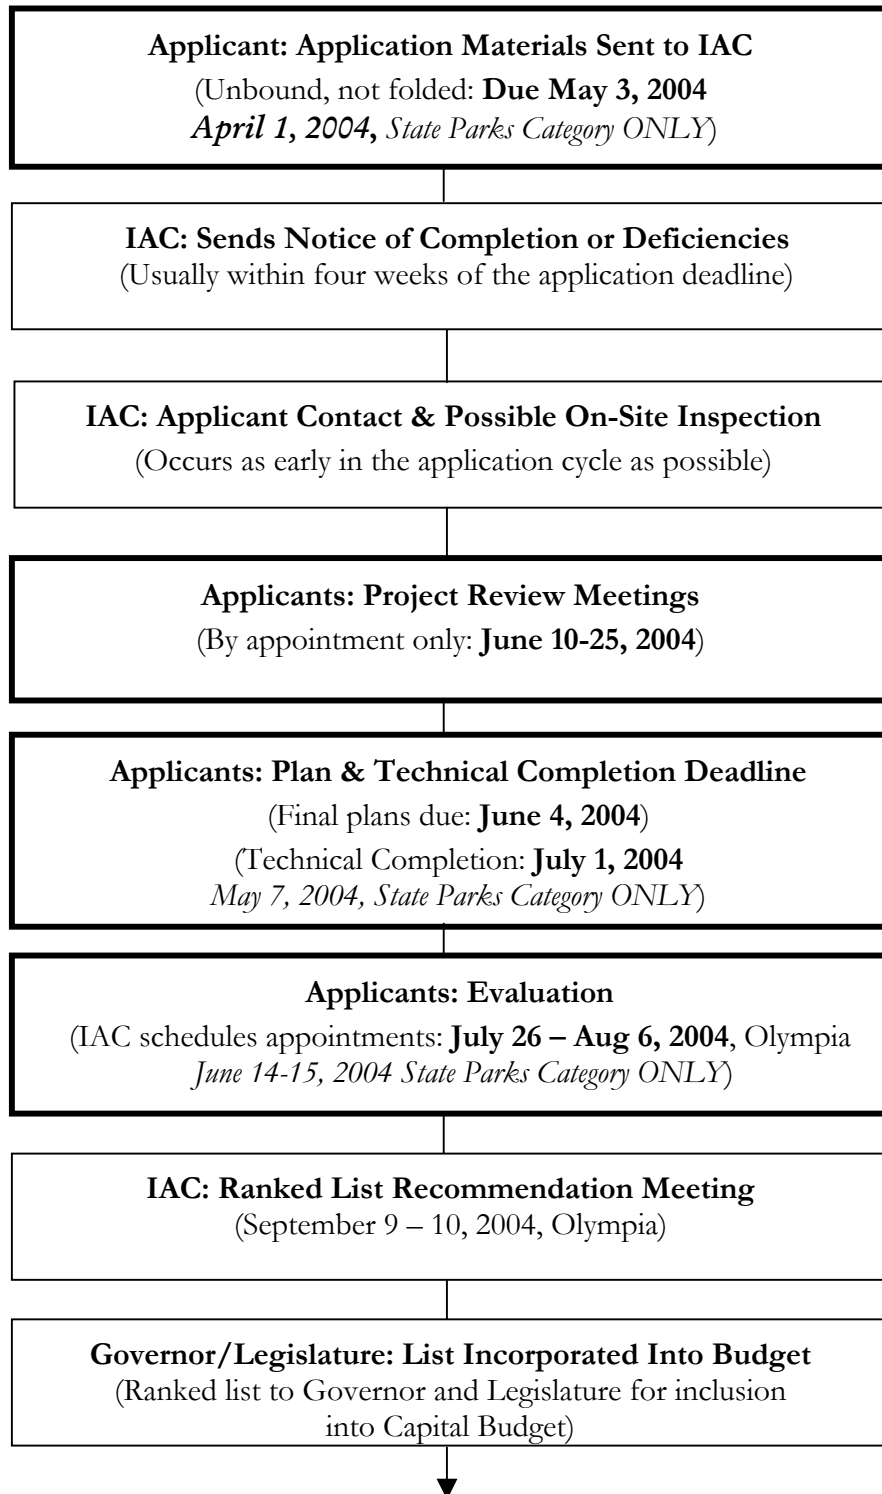 Applicant: Application Materials Sent to IAC
(Unbound, not folded: Due May 3, 2004
April 1, 2004, State Parks Category ONLY)
IAC: Sends Notice of Completion or Deficiencies
(Usually within four weeks of the application deadline)
IAC: Applicant Contact & Possible On-Site Inspection
(Occurs as early in the application cycle as possible)
Applicants: Project Review Meetings
(By appointment only: June 10-25, 2004)
Applicants: Plan & Technical Completion Deadline
(Final plans due: June 4, 2004)
(Technical Completion: July 1, 2004
May 7, 2004, State Parks Category ONLY)
Applicants: Evaluation
(IAC schedules appointments: July 26 – Aug 6, 2004, Olympia
June 14-15, 2004 State Parks Category ONLY)
IAC: Ranked List Recommendation Meeting
(September 9 – 10, 2004, Olympia)
Governor/Legislature: List Incorporated Into Budget
(Ranked list to Governor and Legislature for inclusion
into Capital Budget)